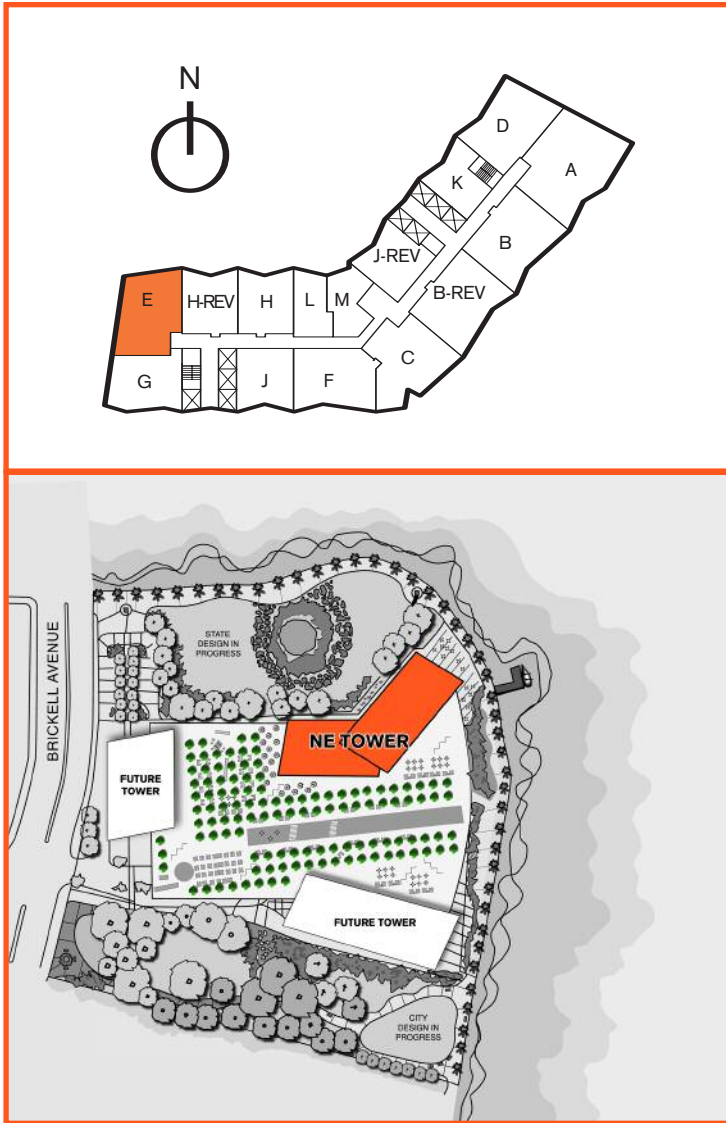 N
D
A
K
B
J-REV
B-REV
E
H-REV
H
L
M
C
G
J
F
BRICKELL AVENUE
STATE
DESIGN IN
PROGRESS
NE TOWER
FUTURE
TOWER
FUTURE TOWER
CITY
DESIGN IN
PROGRESS